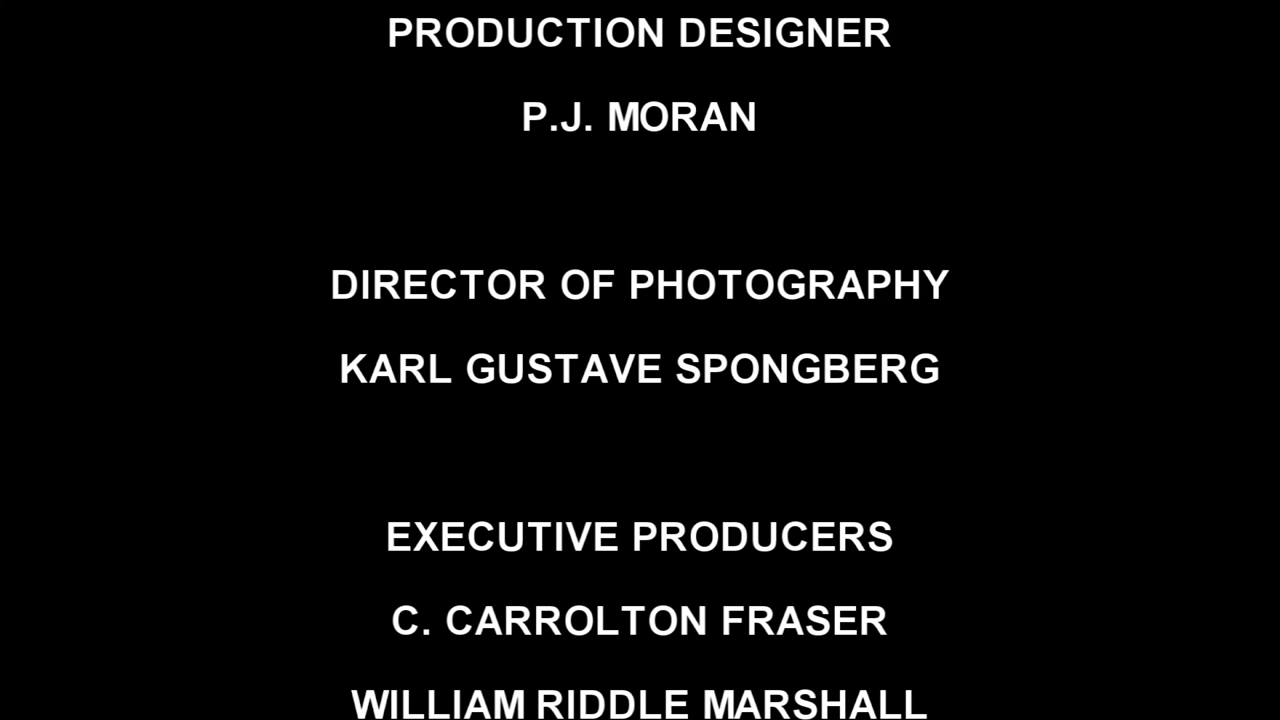 PRODUCTION DESIGNER
P.J. MORAN
DIRECTOR OF PHOTOGRAPHY
KARL GUSTAVE SPONGBERG
EXECUTIVE PRODUCERS
C. CARROLTON FRASER
WILLIAM RIDDLE MARSHALL